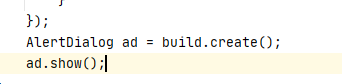 }
});
AlertDialog ad = build.create();
ad.show();